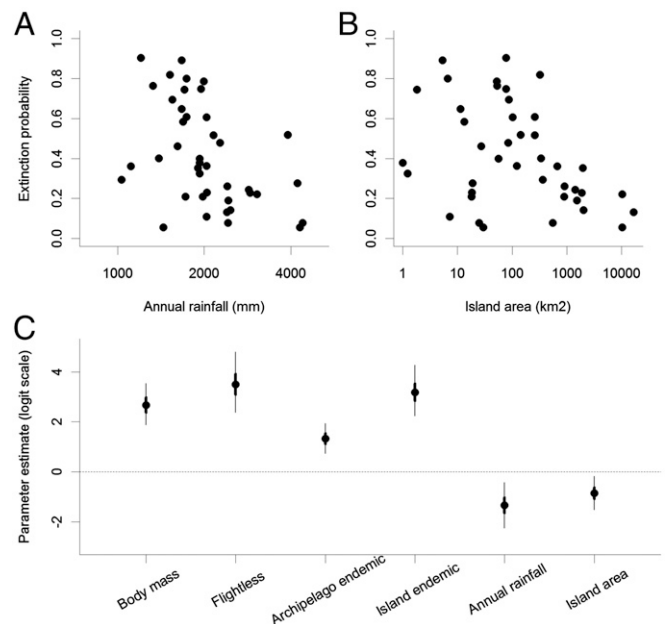 A
B
Extinction probability
1.0
0.8
0.6
0.4
0.2
0.0
1000
2000
4000
Annual rainfall (mm)
1.0
0.8
0.6
0.4
0.2
0.0
1
10
100
1000
10000
Island area (km2)
C
Parameter estimate (logit scale)
4
2
0
-2
Body mass
Flightless
Archipelago endemic
Island endemic
Annual rainfall
Island area